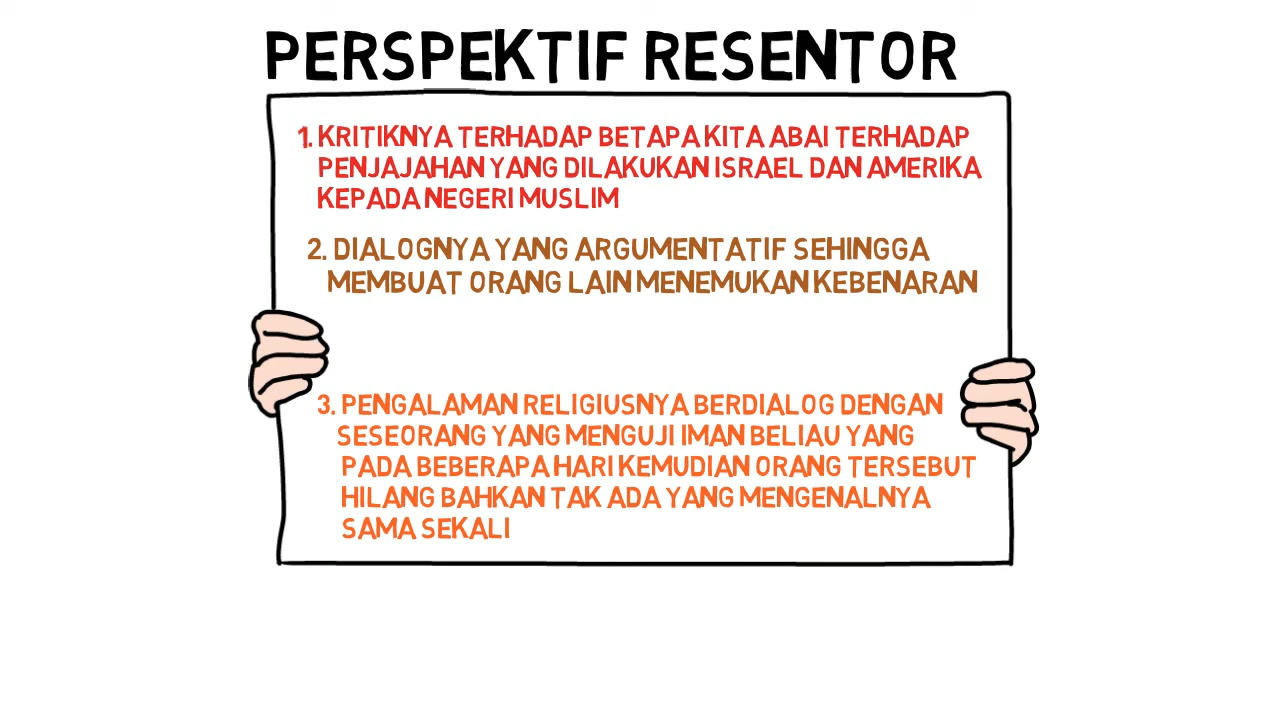 PERSPEKTIF RESENTOR
1. KRITIKNYA TERHADAP BETAPA KITA ABAI TERHADAP
PENJAJAHAN YANG DILAKUKAN ISRAEL DAN AMERIKA
KEPADA NEGERI MUSLIM
2. DIALOGNYA YANG ARGUMENTATIF SEHINGGA
MEMBUAT ORANG LAIN MENEMUKAN KEBENARAN
3. PENGALAMAN RELIGIUSNYA BERDIALOG DENGAN
SESEORANG YANG MENGUJI IMAN BELIAU YANG
PADA BEBERAPA HARI KEMUDIAN ORANG TERSEBUT
HILANG BAHKAN TAK ADA YANG MENGENALNYA
SAMA SEKALI